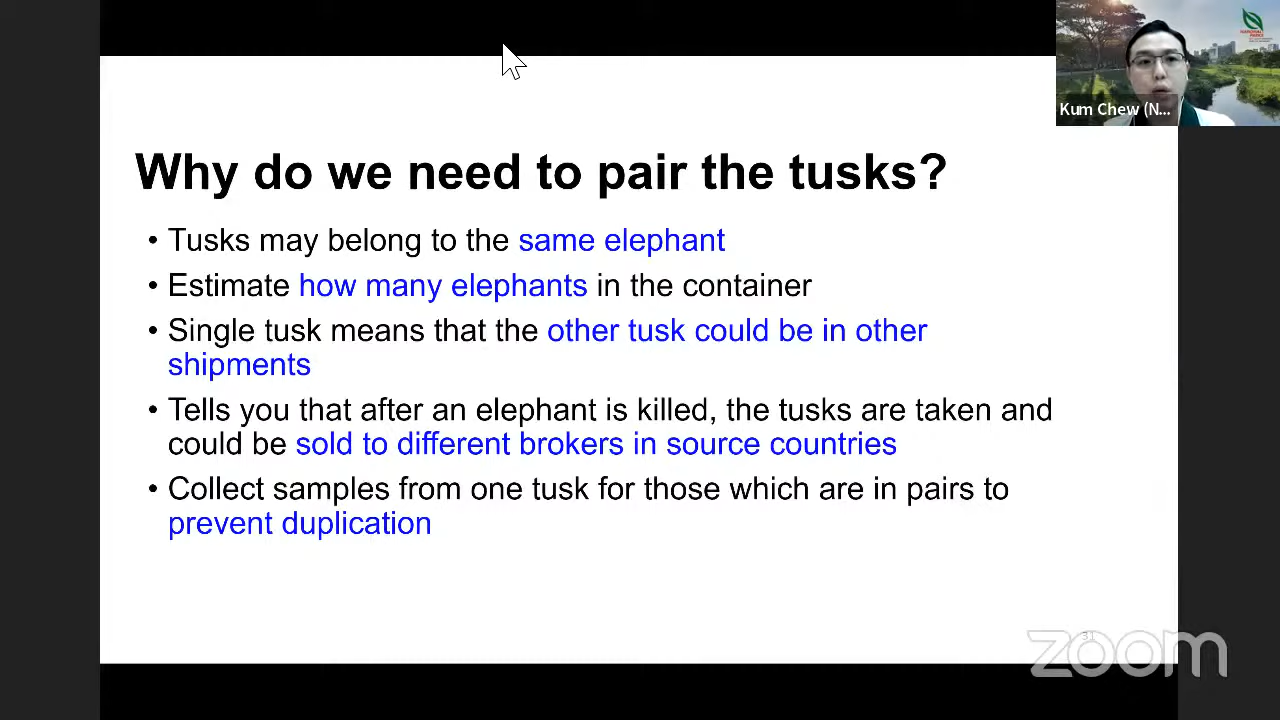 Why do we need to pair the tusks?
• Tusks may belong to the same elephant
• Estimate how many elephants in the container
• Single tusk means that the other tusk could be in other
shipments
• Tells you that after an elephant is killed, the tusks are taken and
could be sold to different brokers in source countries
• Collect samples from one tusk for those which are in pairs to
prevent duplication
Kum Chew (N...
31
zoom